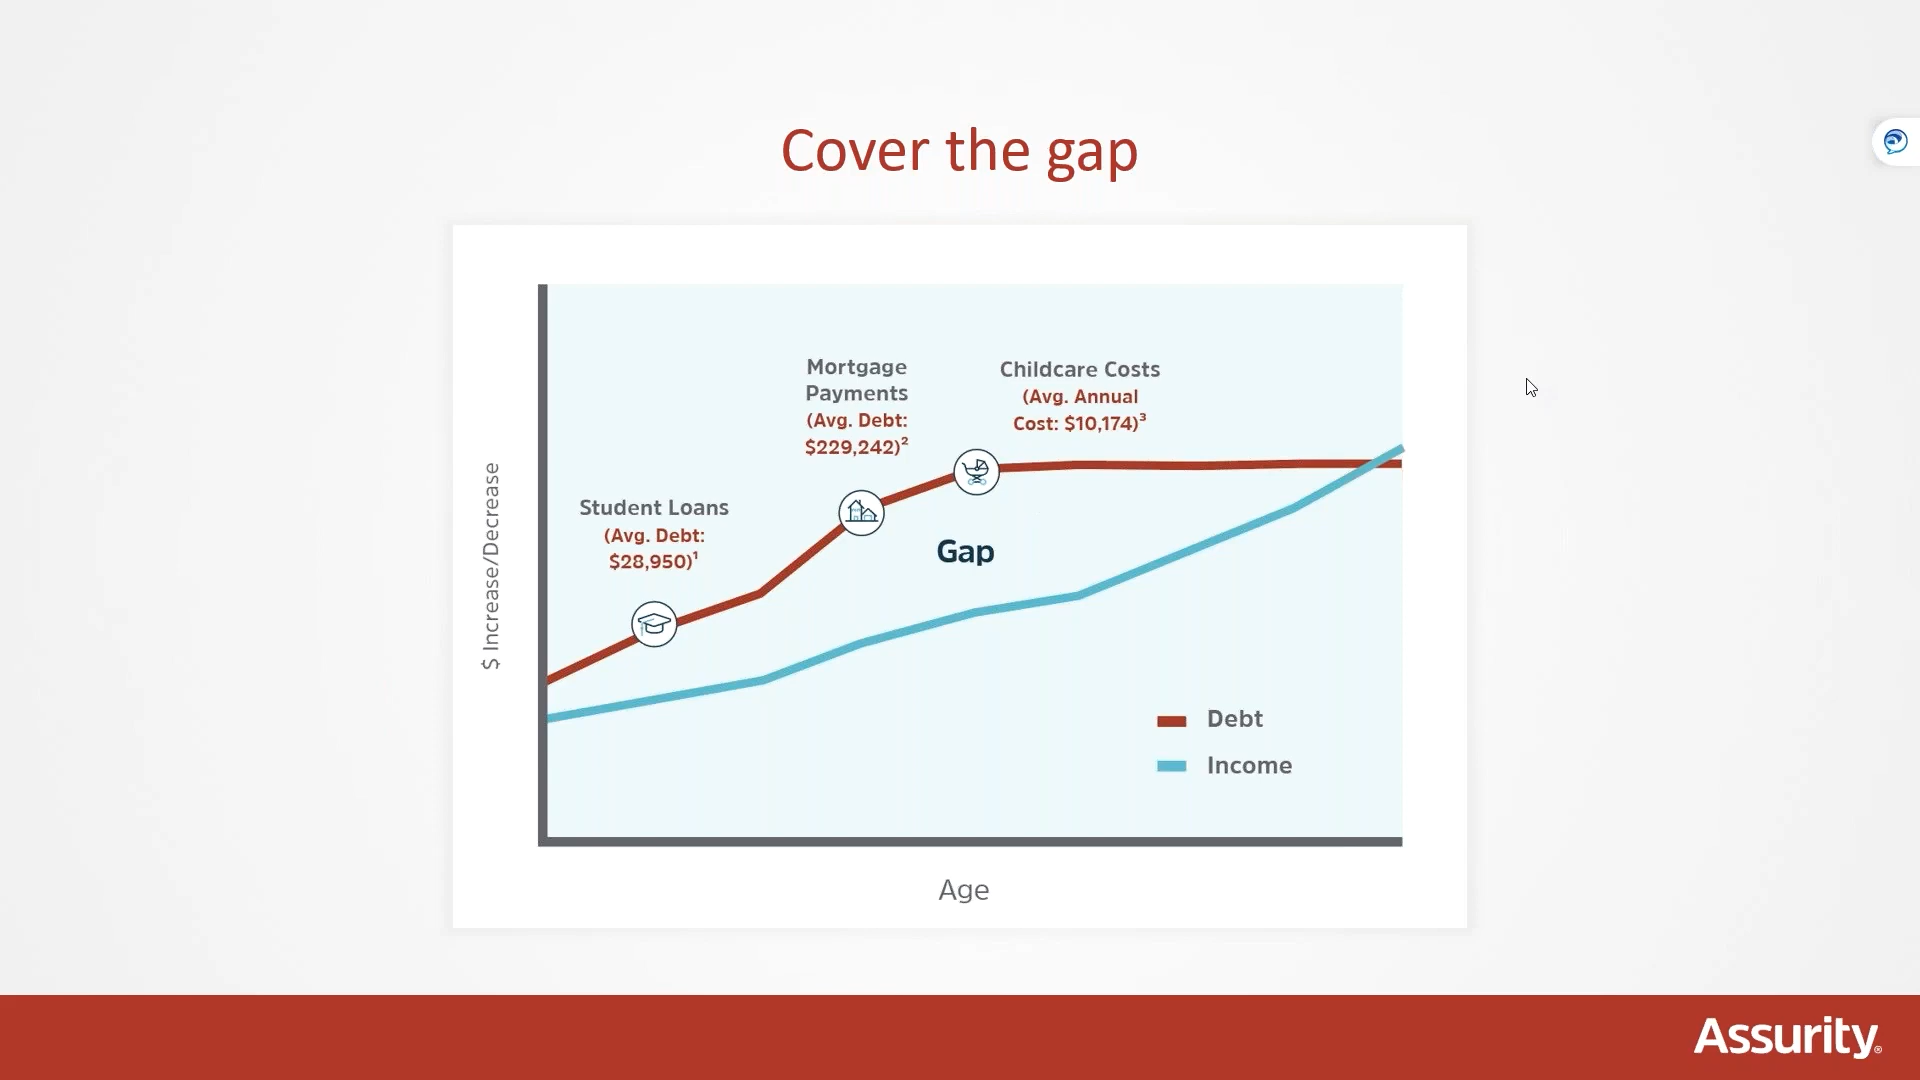 Cover the gap
Mortgage
Payments
(Avg. Debt:
$229,242)²
Childcare Costs
(Avg. Annual
Cost: $10,174)³
Student Loans
(Avg. Debt:
$28,950)¹
Gap
$ Increase/Decrease
Debt
Income
Age
Assurity®